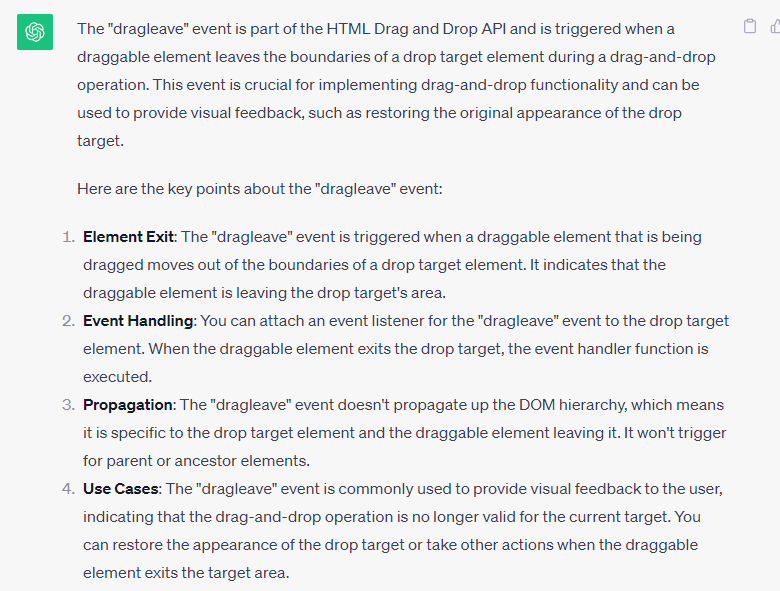 The "dragleave" event is part of the HTML Drag and Drop API and is triggered when a
draggable element leaves the boundaries of a drop target element during a drag-and-drop
operation. This event is crucial for implementing drag-and-drop functionality and can be
used to provide visual feedback, such as restoring the original appearance of the drop
target.
Here are the key points about the "dragleave" event:
1. Element Exit: The "dragleave" event is triggered when a draggable element that is being
dragged moves out of the boundaries of a drop target element. It indicates that the
draggable element is leaving the drop target's area.
2. Event Handling: You can attach an event listener for the "dragleave" event to the drop target
element. When the draggable element exits the drop target, the event handler function is
executed.
3. Propagation: The "dragleave" event doesn't propagate up the DOM hierarchy, which means
it is specific to the drop target element and the draggable element leaving it. It won't trigger
for parent or ancestor elements.
4. Use Cases: The "dragleave" event is commonly used to provide visual feedback to the user,
indicating that the drag-and-drop operation is no longer valid for the current target. You
can restore the appearance of the drop target or take other actions when the draggable
element exits the target area.